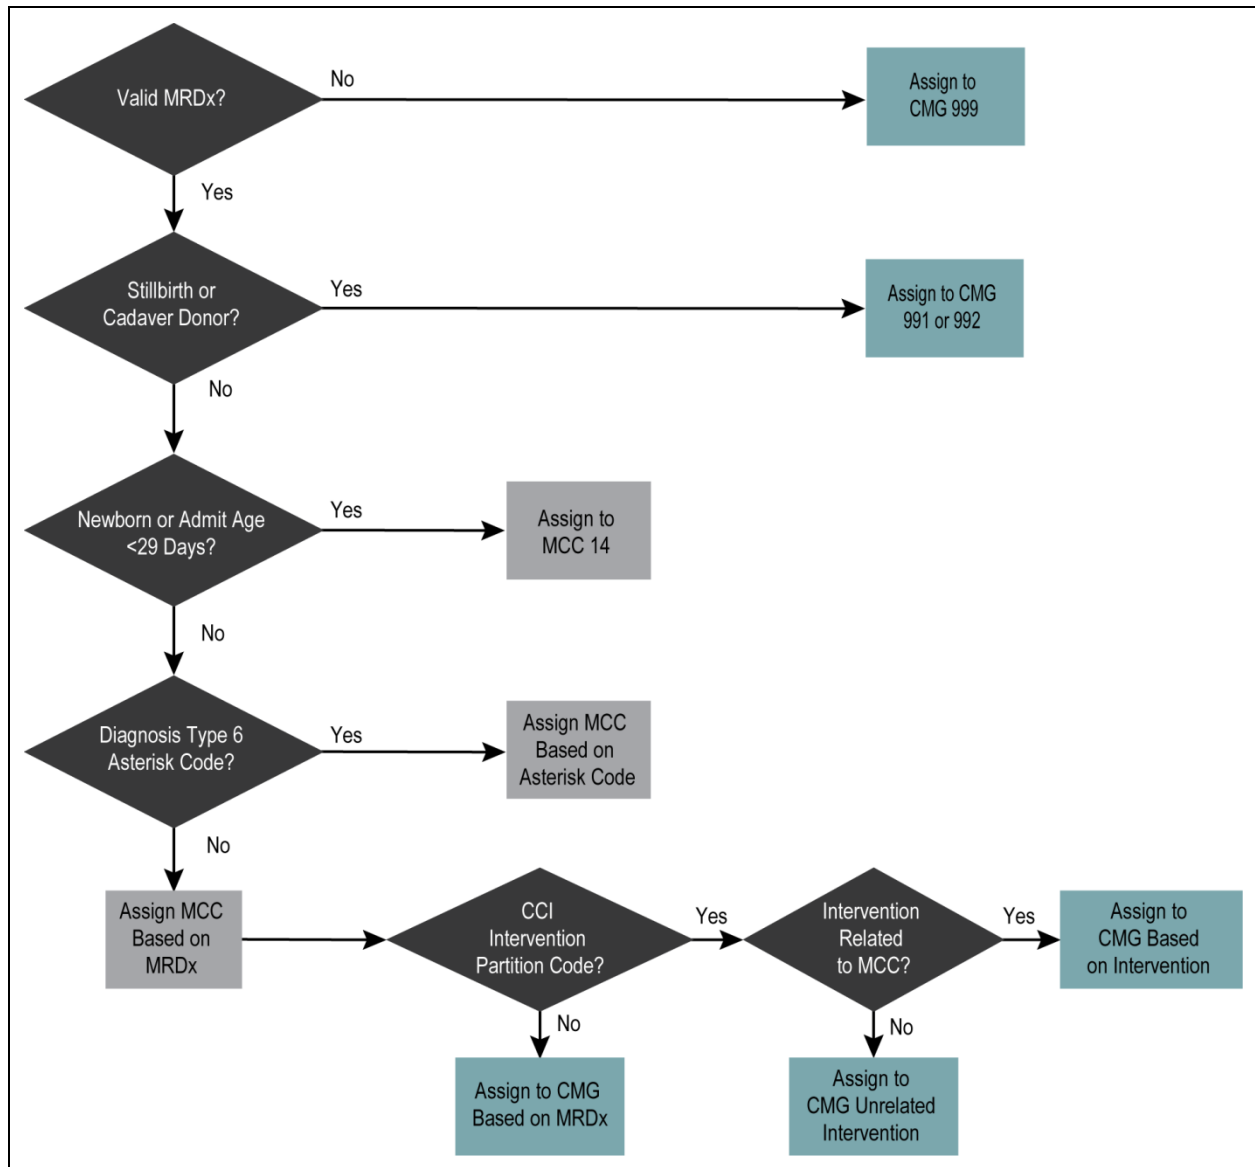 Valid MRDx?
No
Assign to
CMG 999
Yes
Stillbirth or
Cadaver Donor?
Yes
Assign to CMG
991 or 992
No
Newborn or Admit Age
<29 Days?
Yes
Assign to
MCC 14
No
Diagnosis Type 6
Asterisk Code?
Yes
Assign MCC
Based on
Asterisk Code
No
Assign MCC
Based on
MRDx
CCI
Intervention
Partition Code?
Yes
Intervention
Related
to MCC?
Yes
Assign to
CMG Based
on Intervention
No
Assign to CMG
Based on MRDx
No
Assign to
CMG Unrelated
Intervention